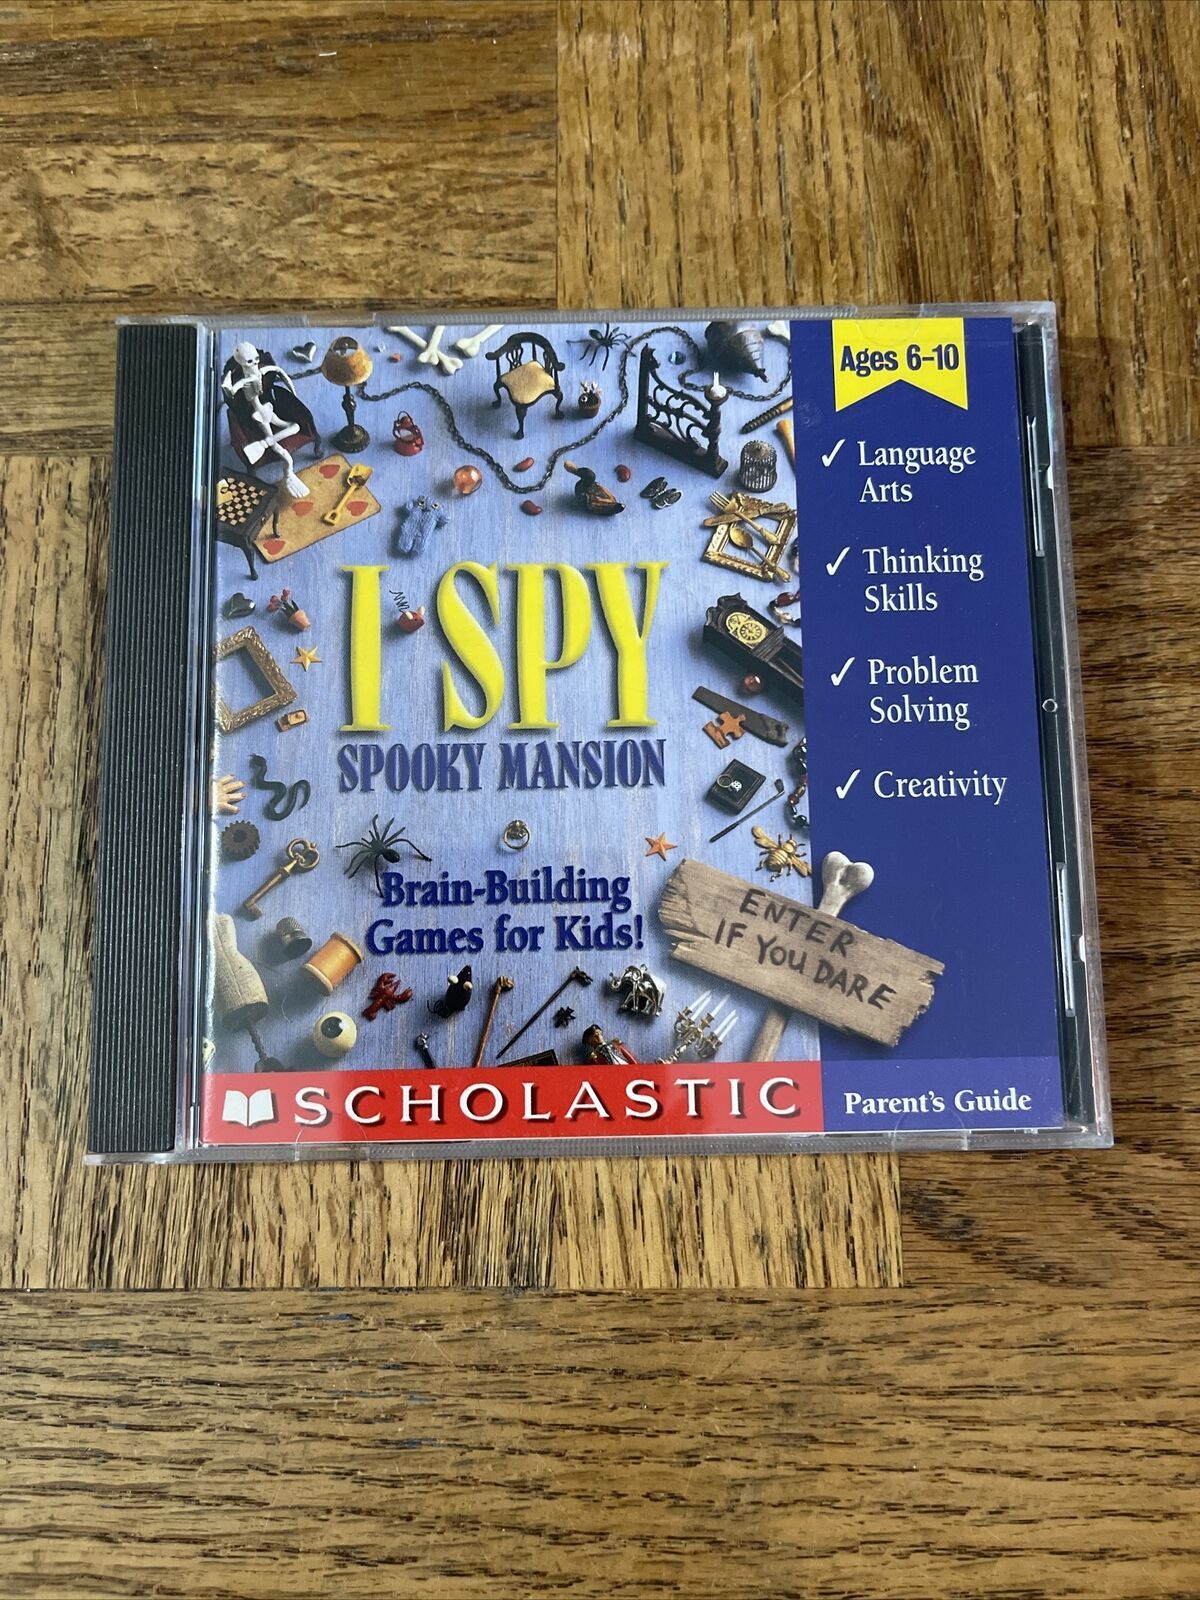 I SPY
SPOOKY MANSION
Brain-Building
Games for Kids!
ENTER
IF YOU DARE
SCHOLASTIC
Ages 6-10
✓ Language
Arts
✓ Thinking
Skills
✓ Problem
Solving
✓ Creativity
Parent's Guide